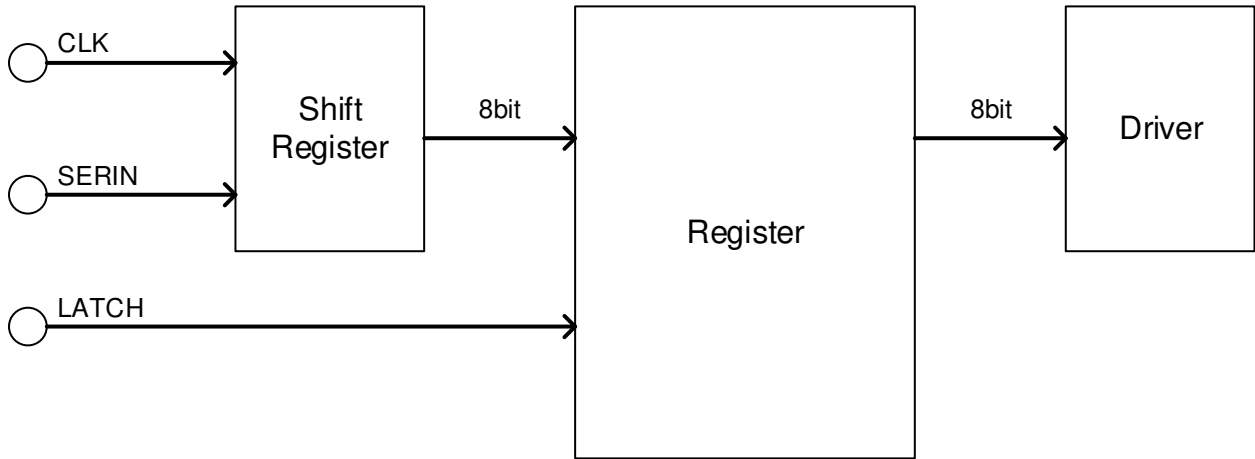 CLK
Shift
Register
8bit
8bit
Driver
SERIN
Register
LATCH